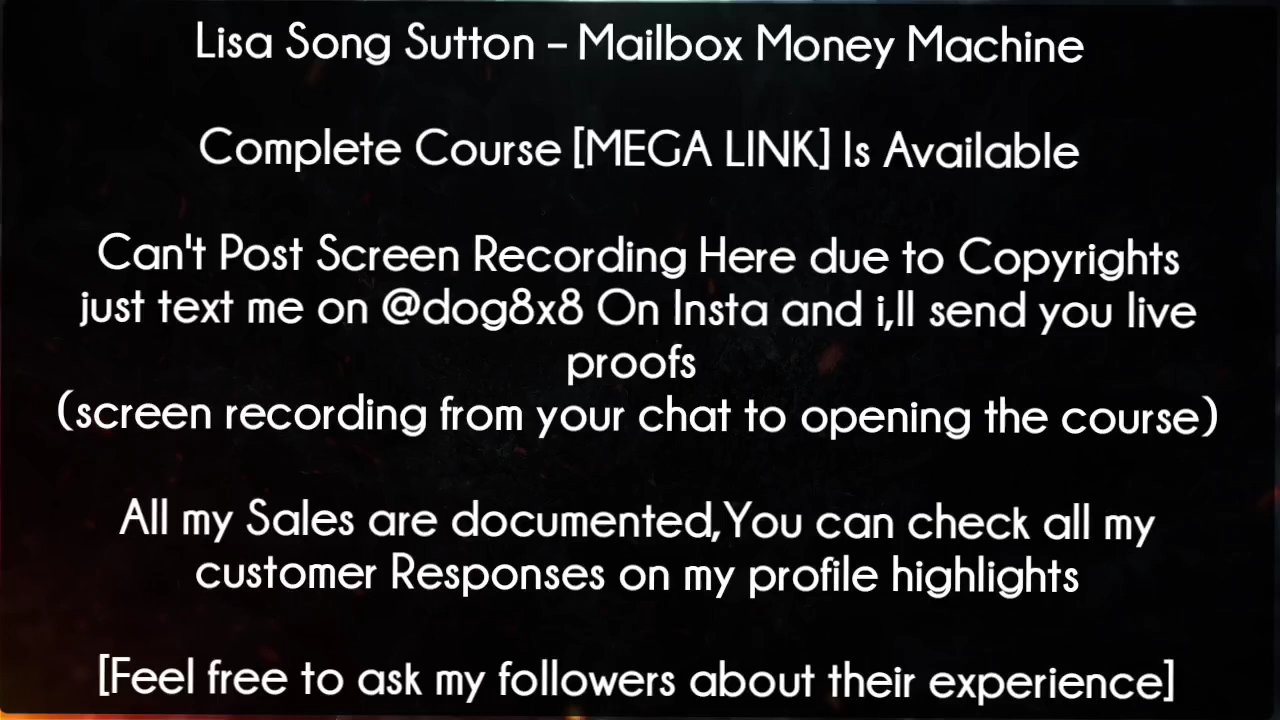 Lisa Song Sutton – Mailbox Money Machine
Complete Course [MEGA LINK] Is Available
Can't Post Screen Recording Here due to Copyrights
just text me on @dog8x8 On Insta and i,ll send you live
proofs
(screen recording from your chat to opening the course)
All my Sales are documented,You can check all my
customer Responses on my profile highlights
[Feel free to ask my followers about their experience]